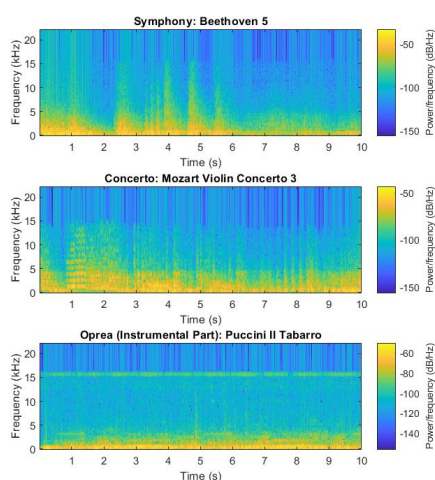 Symphony: Beethoven 5
20
15
10
5
0
Frequency (kHz)
1 2 3 4 5 6 7 8 9 10
Time (s)
-50
-100
-150
Power/frequency (dB/Hz)
Concerto: Mozart Violin Concerto 3
20
15
10
5
0
Frequency (kHz)
1 2 3 4 5 6 7 8 9 10
Time (s)
-50
-100
-150
Power/frequency (dB/Hz)
Oprea (Instrumental Part): Puccini II Tabarro
20
15
10
5
0
Frequency (kHz)
1 2 3 4 5 6 7 8 9 10
Time (s)
-60
-80
-100
-120
-140
Power/frequency (dB/Hz)